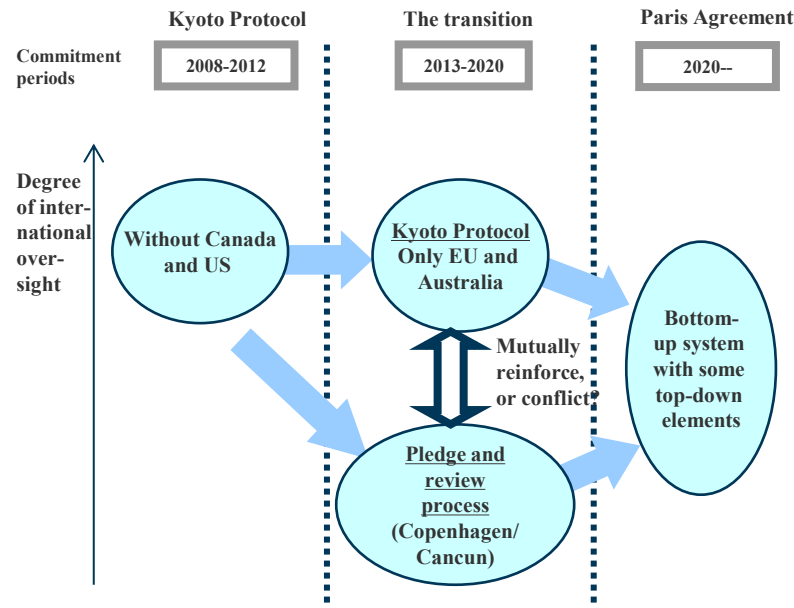 Kyoto Protocol
The transition
Paris Agreement
Commitment
periods
2008-2012
2013-2020
2020--
Degree
of inter-
national
over-
sight
Without Canada
and US
Kyoto Protocol
Only EU and
Australia
Mutually
reinforce,
or conflict?
Pledge and
review
process
(Copenhagen/
Cancun)
Bottom-
up system
with some
top-down
elements